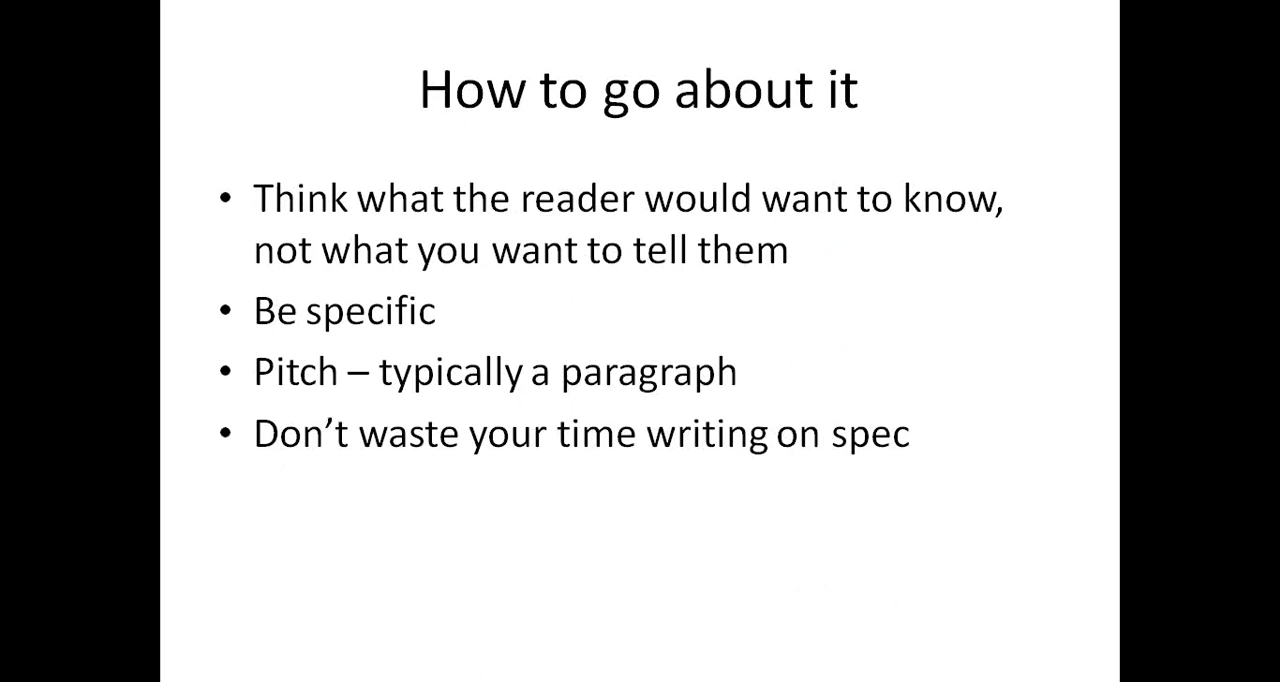 How to go about it
• Think what the reader would want to know,
not what you want to tell them
• Be specific
• Pitch – typically a paragraph
• Don’t waste your time writing on spec